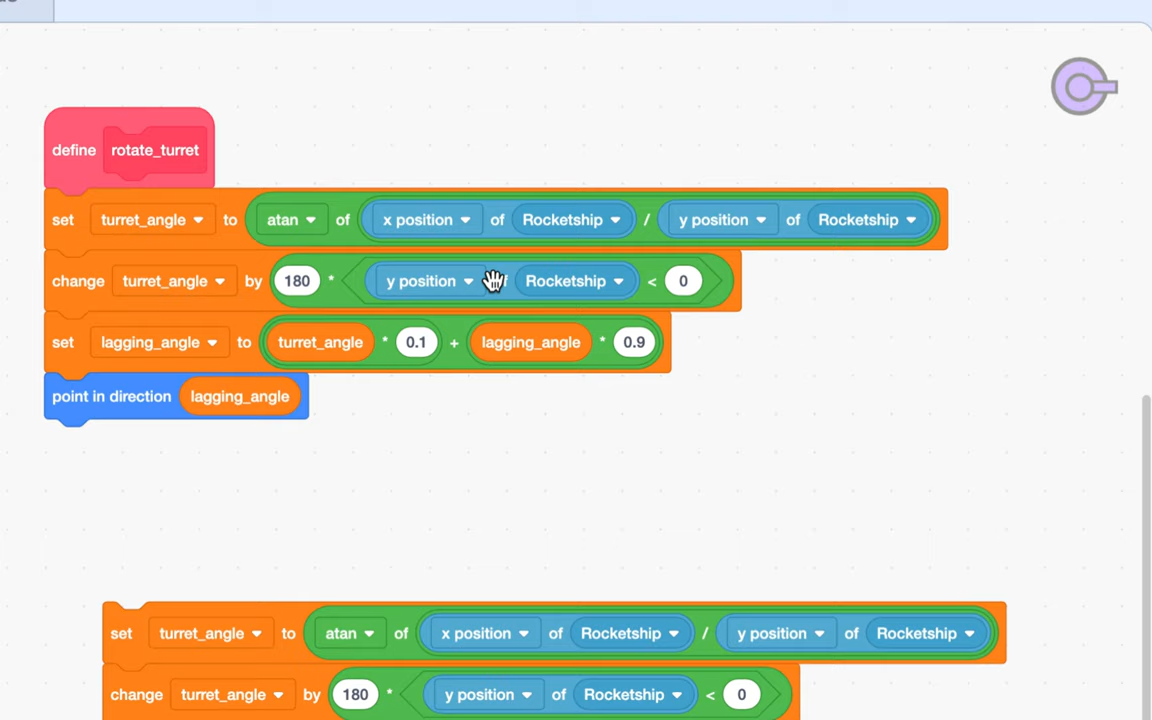 define rotate_turret
set turret_angle to atan of x position of Rocketship / y position of Rocketship
change turret_angle by 180 * y position Rocketship < 0
set lagging_angle to turret_angle * 0.1 + lagging_angle * 0.9
point in direction lagging_angle
set turret_angle to atan of x position of Rocketship / y position of Rocketship
change turret_angle by 180 * y position of Rocketship < 0